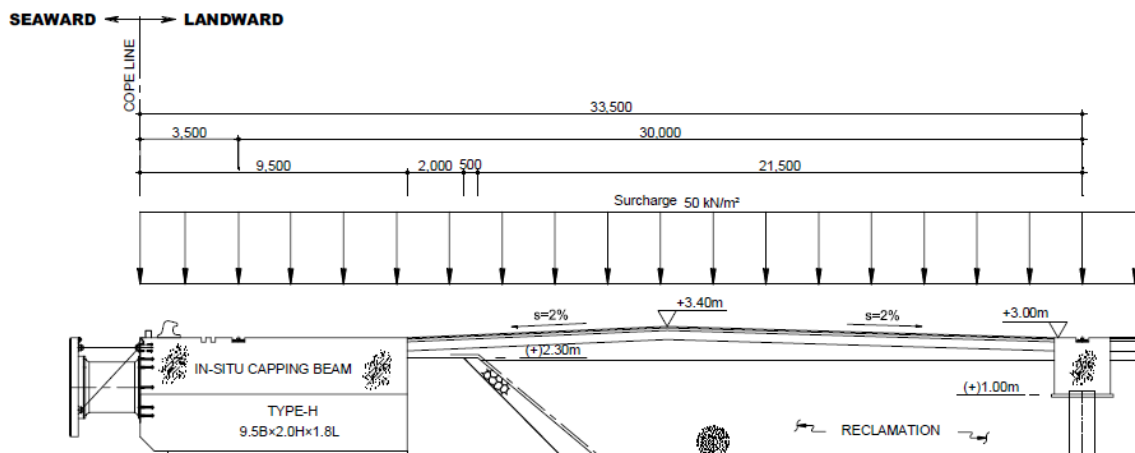 SEAWARD LANDWARD
COPE LINE
33,500
3,500 30,000
9,500 2,000 500 21,500
Surcharge 50 kN/m²
s=2% +3.40m s=2% +3.00m
(+)2.30m
IN-SITU CAPPING BEAM
(+)1.00m
TYPE-H
9.5B×2.0H×1.8L
RECLAMATION